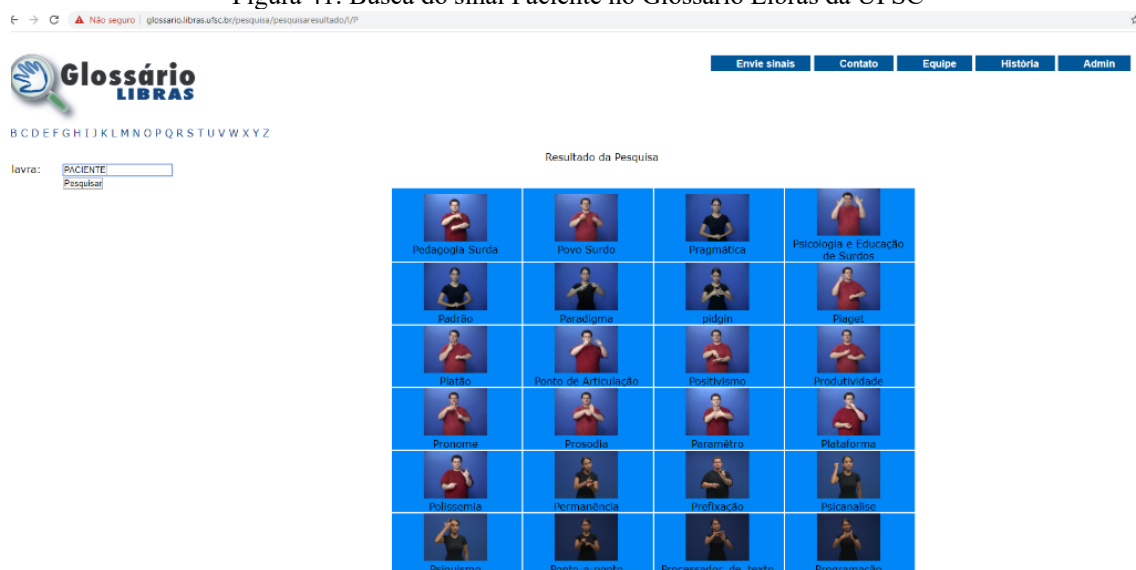 Figura 41: Busca do sinal Paciente no Glossário Libras da UFSC
Não seguro | glossario.libras.ufsc.br/pesquisa/pesquisaresultado/l/P
Glossário
LIBRAS
Envie sinais Contato Equipe História Admin
B C D E F G H I J K L M N O P Q R S T U V W X Y Z
Resultado da Pesquisa
lavra: PACIENTE
Pesquisar
Pedagogia Surda Povo Surdo Pragmática Psicologia e Educação
de Surdos
Padrão Paradigma pidgin Piaget
Platão Ponto de Articulação Positivismo Produtividade
Pronome Prosodia Paramêtro Plataforma
Polissemia Permanência Prefixação Psicanalise
Psiquismo Ponto-a-ponto Processador de texto Programação